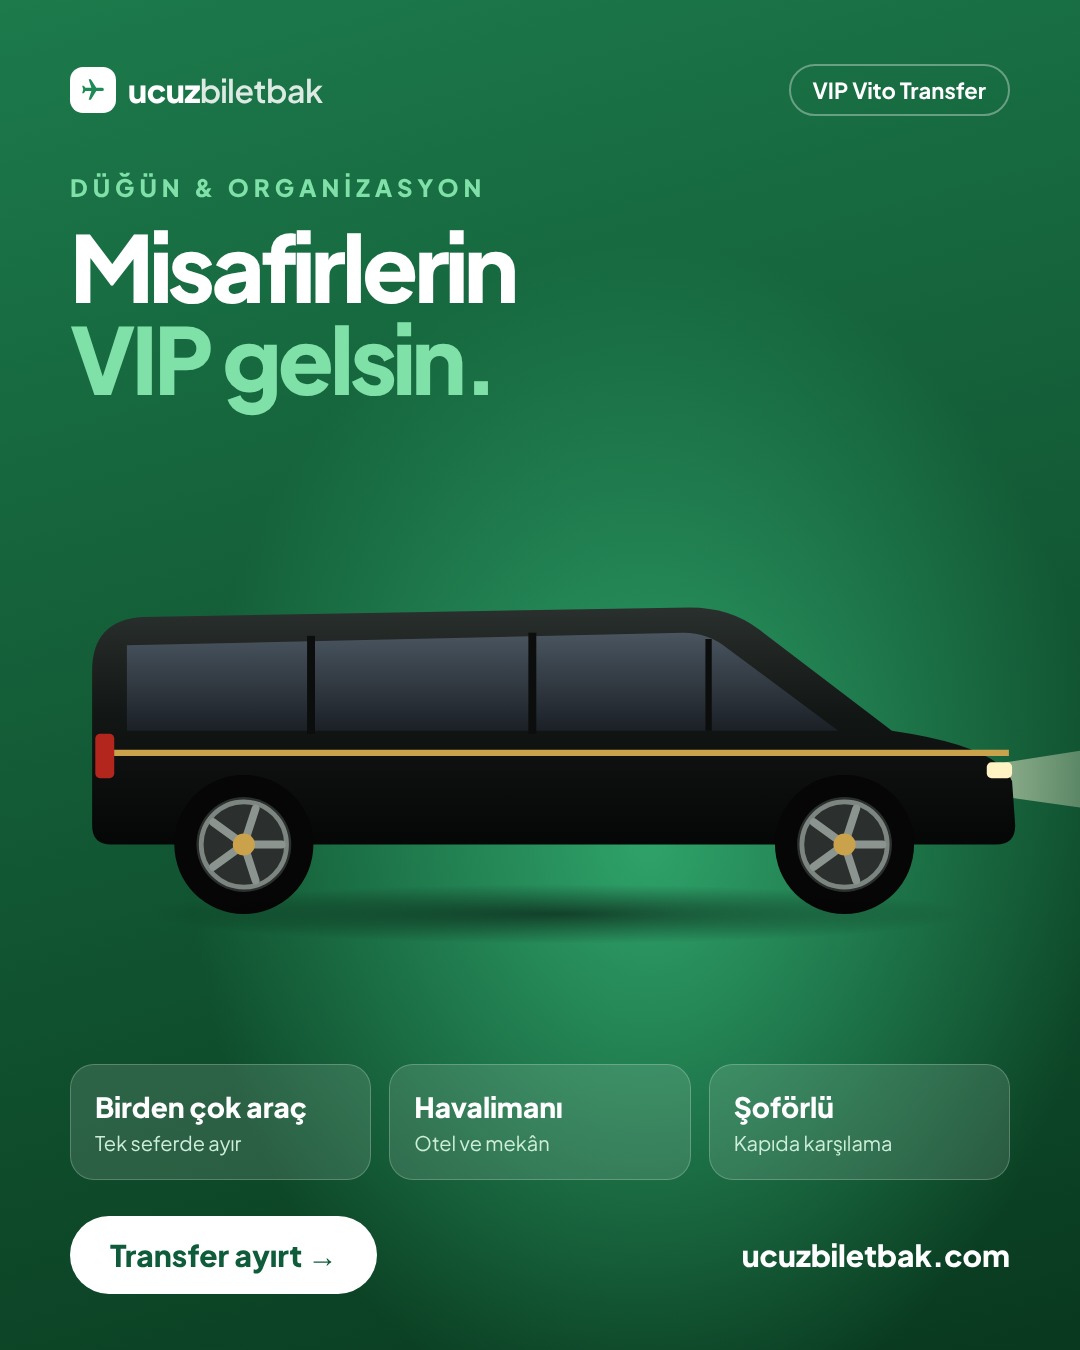 ucuzbiletbak
VIP Vito Transfer
DÜĞÜN & ORGANİZASYON
Misafirlerin
VIP gelsin.
Birden çok araç
Tek seferde ayır
Havalimanı
Otel ve mekân
Şoförlü
Kapıda karşılama
Transfer ayırt →
ucuzbiletbak.com